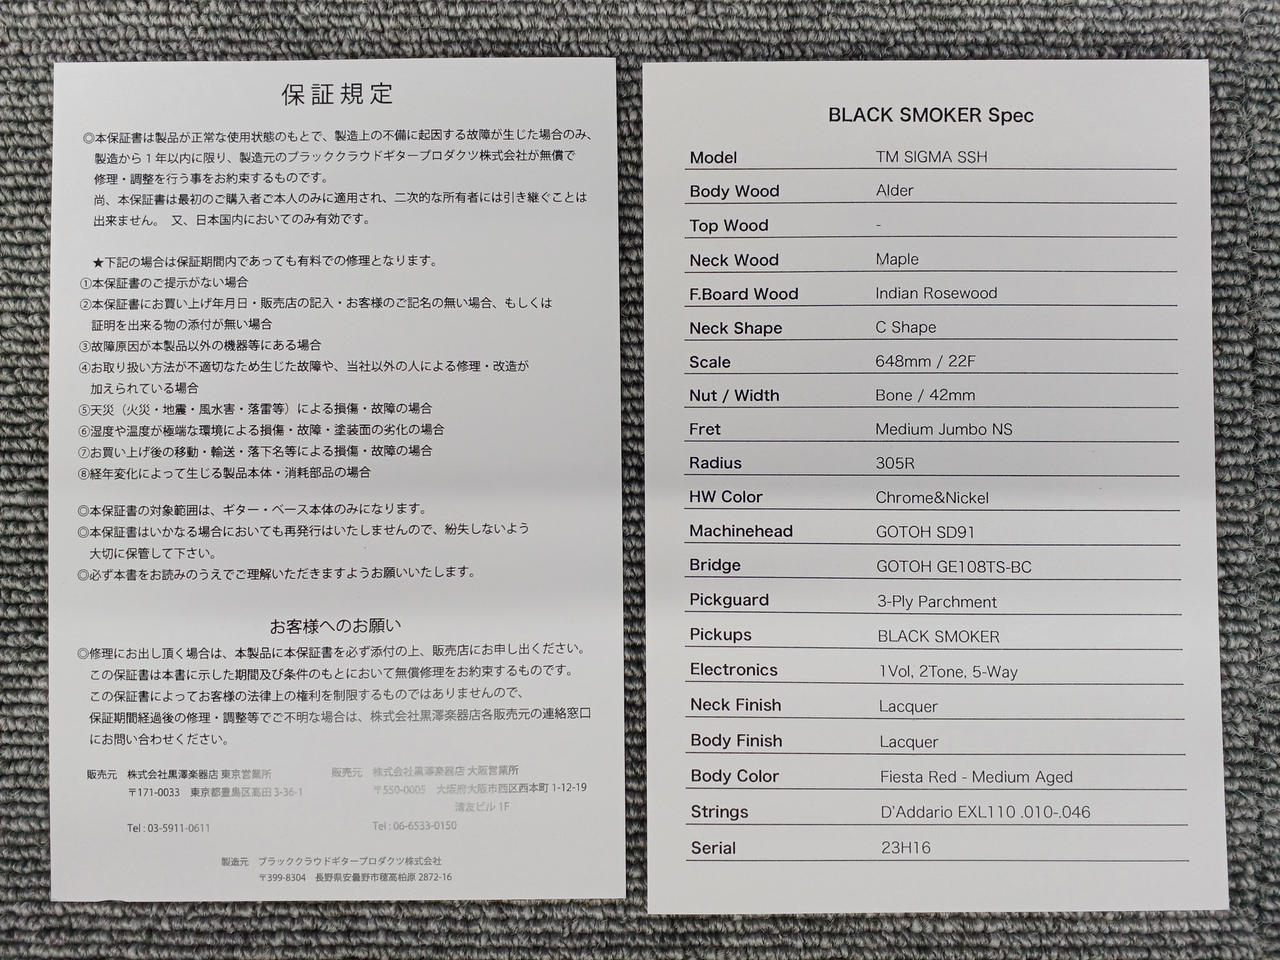 保証規定
◎本保証書は製品が正常な使用状態のもとで、製造上の不備に起因する故障が生じた場合のみ、
製造から1年以内に限り、製造元のブラッククラウドギタープロダクツ株式会社が無償で
修理・調整を行う事をお約束するものです。
尚、本保証書は最初のご購入者ご本人のみに適用され、二次的な所有者には引き継ぐことは
出来ません。 又、日本国内においてのみ有効です。
★下記の場合は保証期間内であっても有料での修理となります。
①本保証書のご提示がない場合
②本保証書にお買い上げ年月日・販売店の記入・お客様のご記名の無い場合、もしくは
証明を出来る物の添付が無い場合
③故障原因が本製品以外の機器等にある場合
④お取り扱い方法が不適切なため生じた故障や、当社以外の人による修理・改造が
加えられている場合
⑤天災（火災・地震・風水害・落雷等）による損傷・故障の場合
⑥湿度や温度が極端な環境による損傷・故障・塗装面の劣化の場合
⑦お買い上げ後の移動・輸送・落下名等による損傷・故障の場合
⑧経年変化によって生じる製品本体・消耗部品の場合
◎本保証書の対象範囲は、ギター・ベース本体のみになります。
◎本保証書はいかなる場合においても再発行はいたしませんので、紛失しないよう
大切に保管して下さい。
◎必ず本書をお読みのうえでご理解いただきますようお願いいたします。
お客様へのお願い
◎修理にお出し頂く場合は、本製品に本保証書を必ず添付の上、販売店にお申し出ください。
この保証書は本書に示した期間及び条件のもとにおいて無償修理をお約束するものです。
この保証書によってお客様の法律上の権利を制限するものではありませんので、
保証期間経過後の修理・調整等でご不明な場合は、株式会社黒澤楽器店各販売元の連絡窓口
にお問い合わせください。
販売元 株式会社黒澤楽器店 東京営業所
〒171-0033 東京都豊島区高田 3-36-1
Tel : 03-5911-0611
販売元 株式会社黒澤楽器店 大阪営業所
〒550-0005 大阪府大阪市西区西本町 1-12-19
清友ビル 1F
Tel : 06-6533-0150
製造元 ブラッククラウドギタープロダクツ株式会社
〒399-8304 長野県安曇野市穂高柏原 2872-16
BLACK SMOKER Spec
Model TM SIGMA SSH
Body Wood Alder
Top Wood -
Neck Wood Maple
F.Board Wood Indian Rosewood
Neck Shape C Shape
Scale 648mm / 22F
Nut / Width Bone / 42mm
Fret Medium Jumbo NS
Radius 305R
HW Color Chrome&Nickel
Machinehead GOTOH SD91
Bridge GOTOH GE108TS-BC
Pickguard 3-Ply Parchment
Pickups BLACK SMOKER
Electronics 1Vol, 2Tone, 5-Way
Neck Finish Lacquer
Body Finish Lacquer
Body Color Fiesta Red - Medium Aged
Strings D'Addario EXL110 .010-.046
Serial 23H16